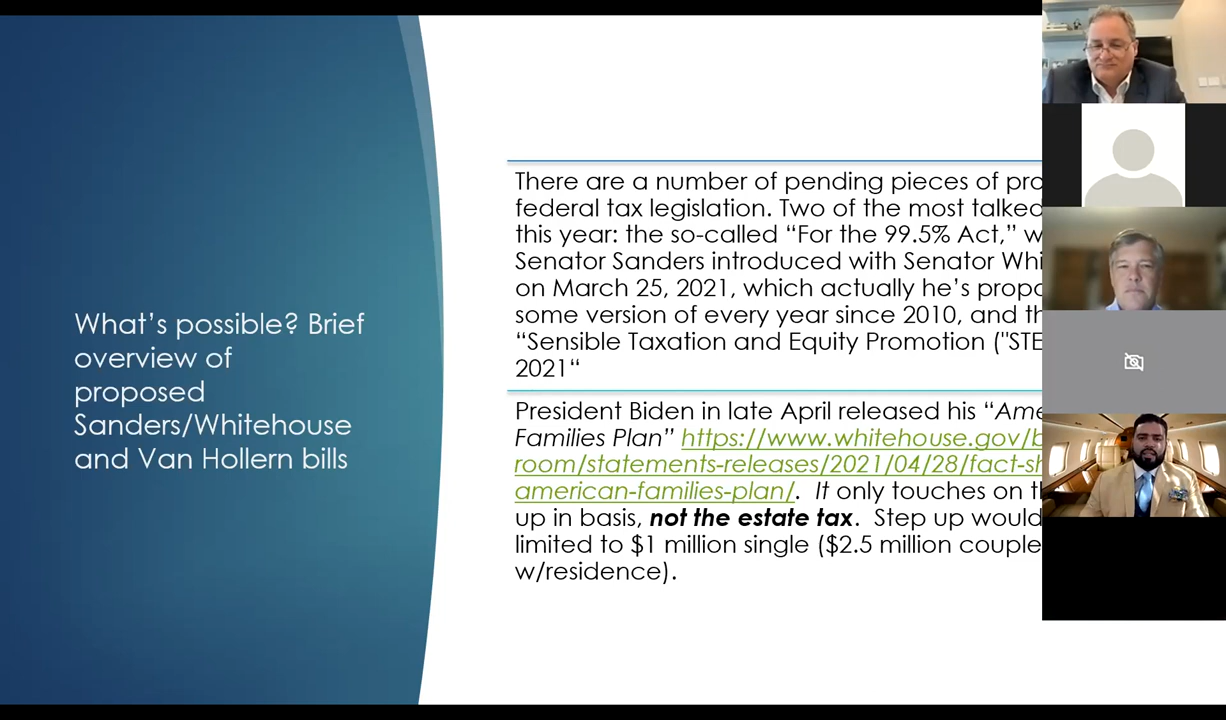 What’s possible? Brief
overview of
proposed
Sanders/Whitehouse
and Van Hollern bills
There are a number of pending pieces of pro
federal tax legislation. Two of the most talked
this year: the so-called “For the 99.5% Act,” w
Senator Sanders introduced with Senator Whi
on March 25, 2021, which actually he’s propo
some version of every year since 2010, and th
“Sensible Taxation and Equity Promotion ("STE
2021“
President Biden in late April released his “Ame
Families Plan” https://www.whitehouse.gov/b
room/statements-releases/2021/04/28/fact-sh
american-families-plan/. It only touches on th
up in basis, not the estate tax. Step up would
limited to $1 million single ($2.5 million couple
w/residence).